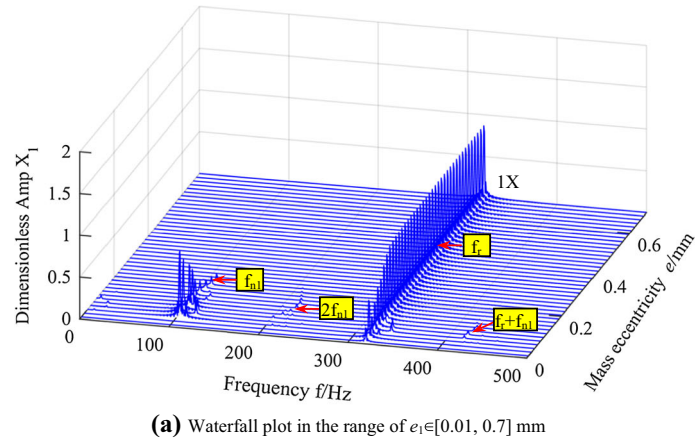 Dimensionless Amp X1
2
1.5
1
0.5
0
0
100
200
300
400
500
Frequency f/Hz
0
0.2
0.4
0.6
Mass eccentricity e/mm
1X
fr
fn1
2fn1
fr+fn1
(a) Waterfall plot in the range of e1∈[0.01, 0.7] mm